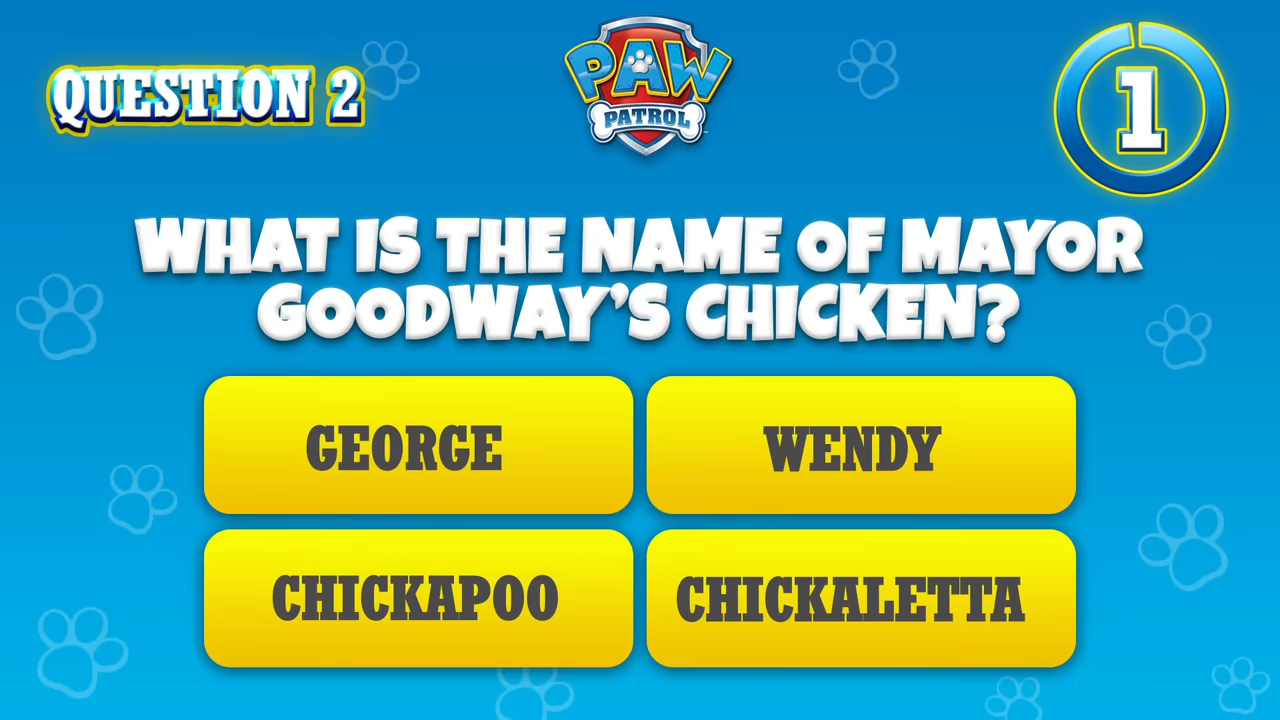 QUESTION 2
PAW
PATROL
1
WHAT IS THE NAME OF MAYOR
GOODWAY'S CHICKEN?
GEORGE
WENDY
CHICKAPOO
CHICKALETTA